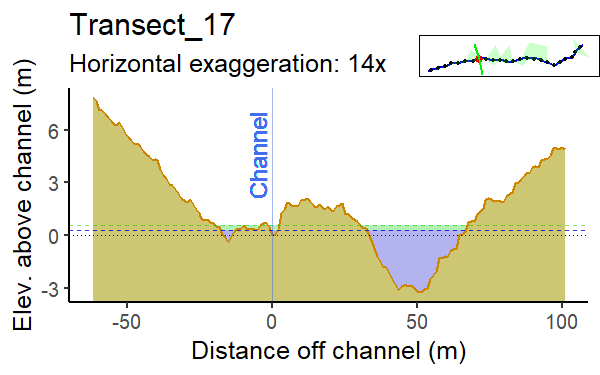 Transect_17
Horizontal exaggeration: 14x
Elev. above channel (m)
6
3
0
-3
Channel
-50
0
50
100
Distance off channel (m)